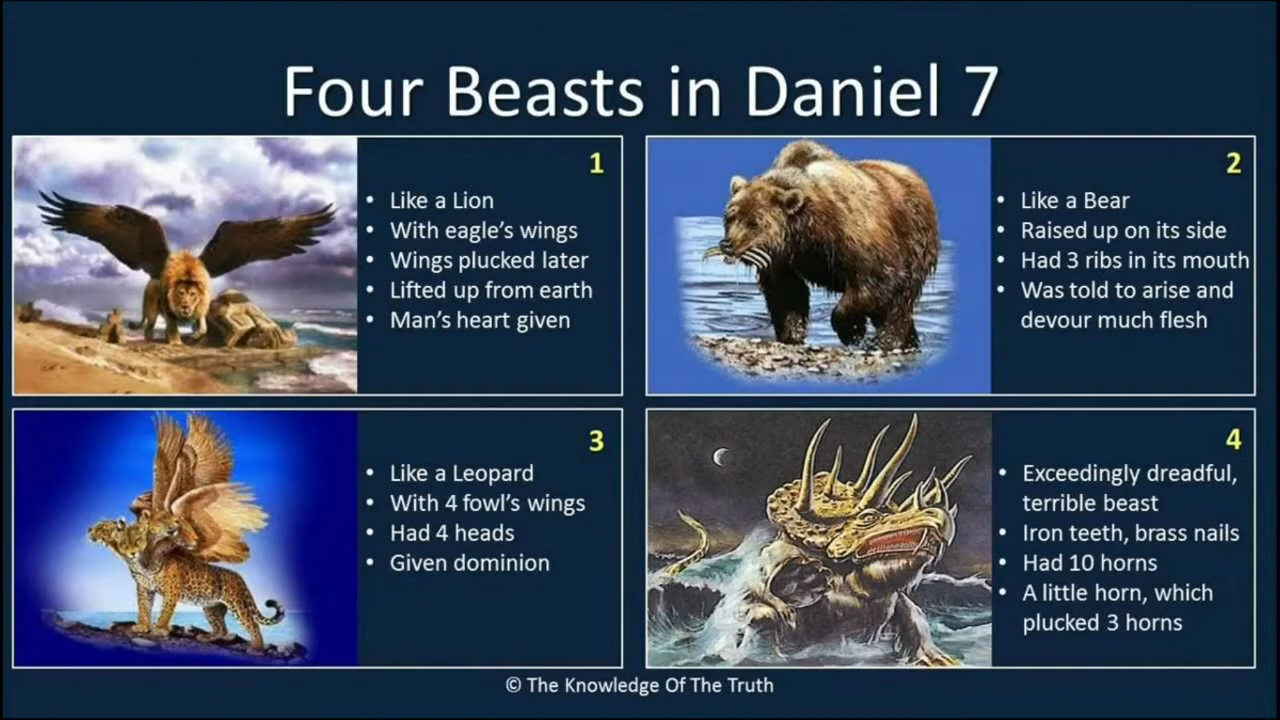 Four Beasts in Daniel 7
1
• Like a Lion
• With eagle's wings
• Wings plucked later
• Lifted up from earth
• Man's heart given
2
• Like a Bear
• Raised up on its side
• Had 3 ribs in its mouth
• Was told to arise and
devour much flesh
3
• Like a Leopard
• With 4 fowl's wings
• Had 4 heads
• Given dominion
4
• Exceedingly dreadful,
terrible beast
• Iron teeth, brass nails
• Had 10 horns
• A little horn, which
plucked 3 horns
© The Knowledge Of The Truth